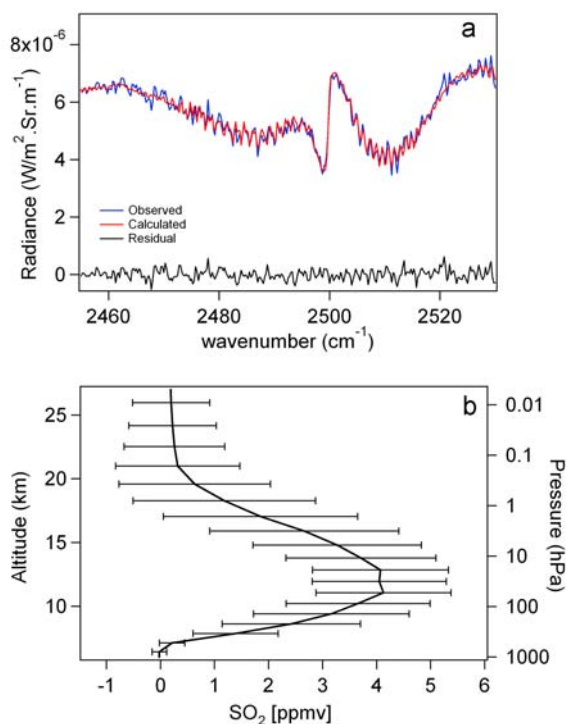 a
8x10⁻⁶
6
4
2
0
Radiance (W/m².Sr.m⁻¹)
Observed
Calculated
Residual
2460 2480 2500 2520
wavenumber (cm⁻¹)
b
25
20
15
10
Altitude (km)
0.01
0.1
1
10
100
1000
Pressure (hPa)
-1 0 1 2 3 4 5 6
SO₂ [ppmv]